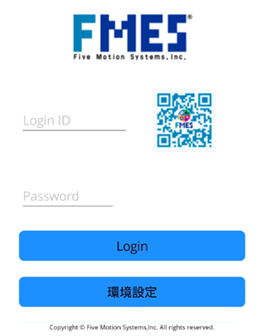 FMES®
Five Motion Systems,Inc.
Login ID
FMES
Password
Login
環境設定
Copyright © Five Motion Systems,Inc. All rights reserved.